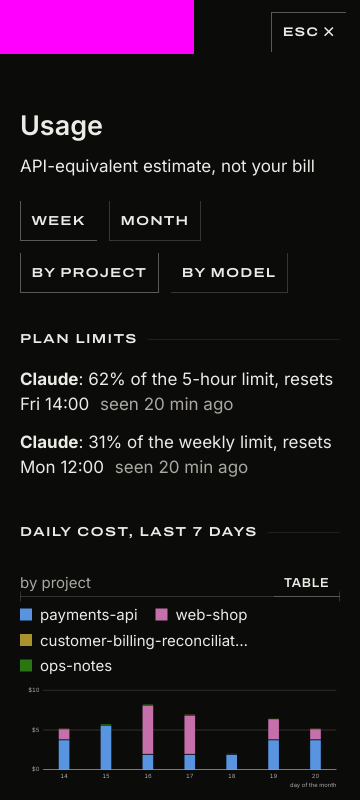 ESC ✕
Usage
API-equivalent estimate, not your bill
WEEK MONTH
BY PROJECT BY MODEL
PLAN LIMITS
Claude: 62% of the 5-hour limit, resets
Fri 14:00 seen 20 min ago
Claude: 31% of the weekly limit, resets
Mon 12:00 seen 20 min ago
DAILY COST, LAST 7 DAYS
by project TABLE
payments-api web-shop
customer-billing-reconciliat...
ops-notes
$10
$5
$0
14 15 16 17 18 19 20
day of the month